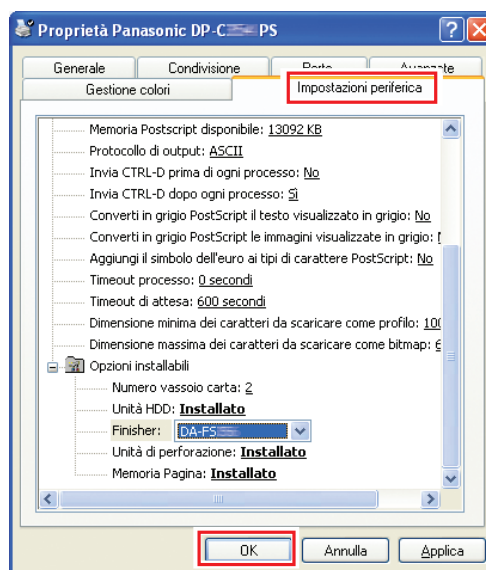 Proprietà Panasonic DP-C PS
Generale Condivisione Porte Avanzate
Gestione colori Impostazioni periferica
Memoria Postscript disponibile: 13092 KB
Protocollo di output: ASCII
Invia CTRL-D prima di ogni processo: No
Invia CTRL-D dopo ogni processo: Sì
Converti in grigio PostScript il testo visualizzato in grigio: No
Converti in grigio PostScript le immagini visualizzate in grigio:
Aggiungi il simbolo dell'euro ai tipi di carattere PostScript: No
Timeout processo: 0 secondi
Timeout di attesa: 600 secondi
Dimensione minima dei caratteri da scaricare come profilo: 100
Dimensione massima dei caratteri da scaricare come bitmap: 6
Opzioni installabili
Numero vassoio carta: 2
Unità HDD: Installato
Finisher: DA-FS
Unità di perforazione: Installato
Memoria Pagina: Installato
OK Annulla Applica